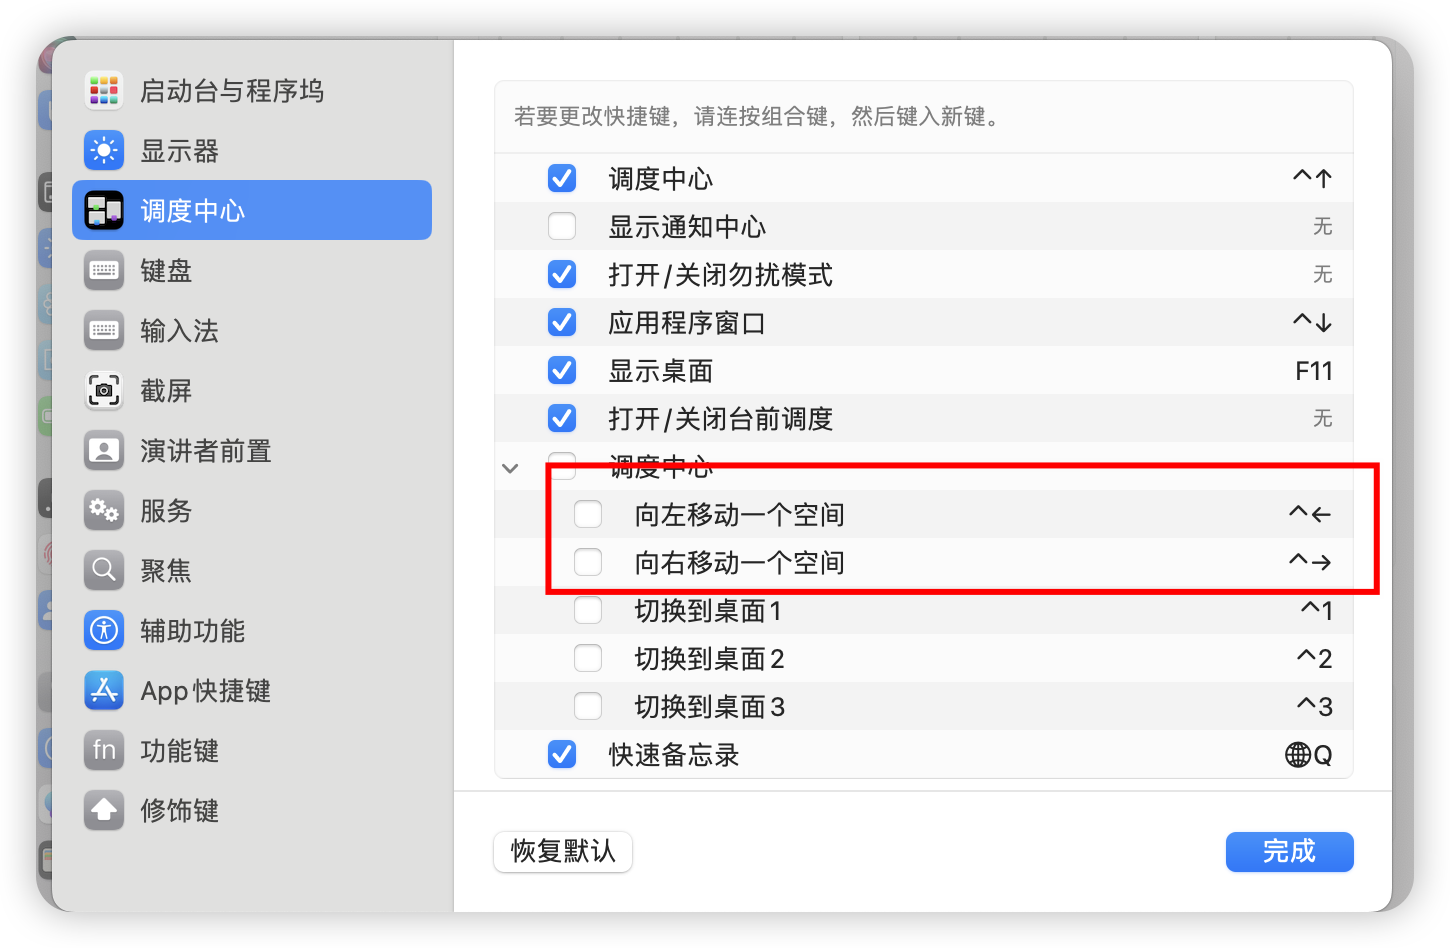 启动台与程序坞
显示器
调度中心
键盘
输入法
截屏
演讲者前置
服务
聚焦
辅助功能
App 快捷键
fn 功能键
修饰键
若要更改快捷键，请连按组合键，然后键入新键。
调度中心 ^↑
显示通知中心 无
打开/关闭勿扰模式 无
应用程序窗口 ^↓
显示桌面 F11
打开/关闭台前调度 无
调度中心
向左移动一个空间 ^←
向右移动一个空间 ^→
切换到桌面1 ^1
切换到桌面2 ^2
切换到桌面3 ^3
快速备忘录 🌐Q
恢复默认 完成